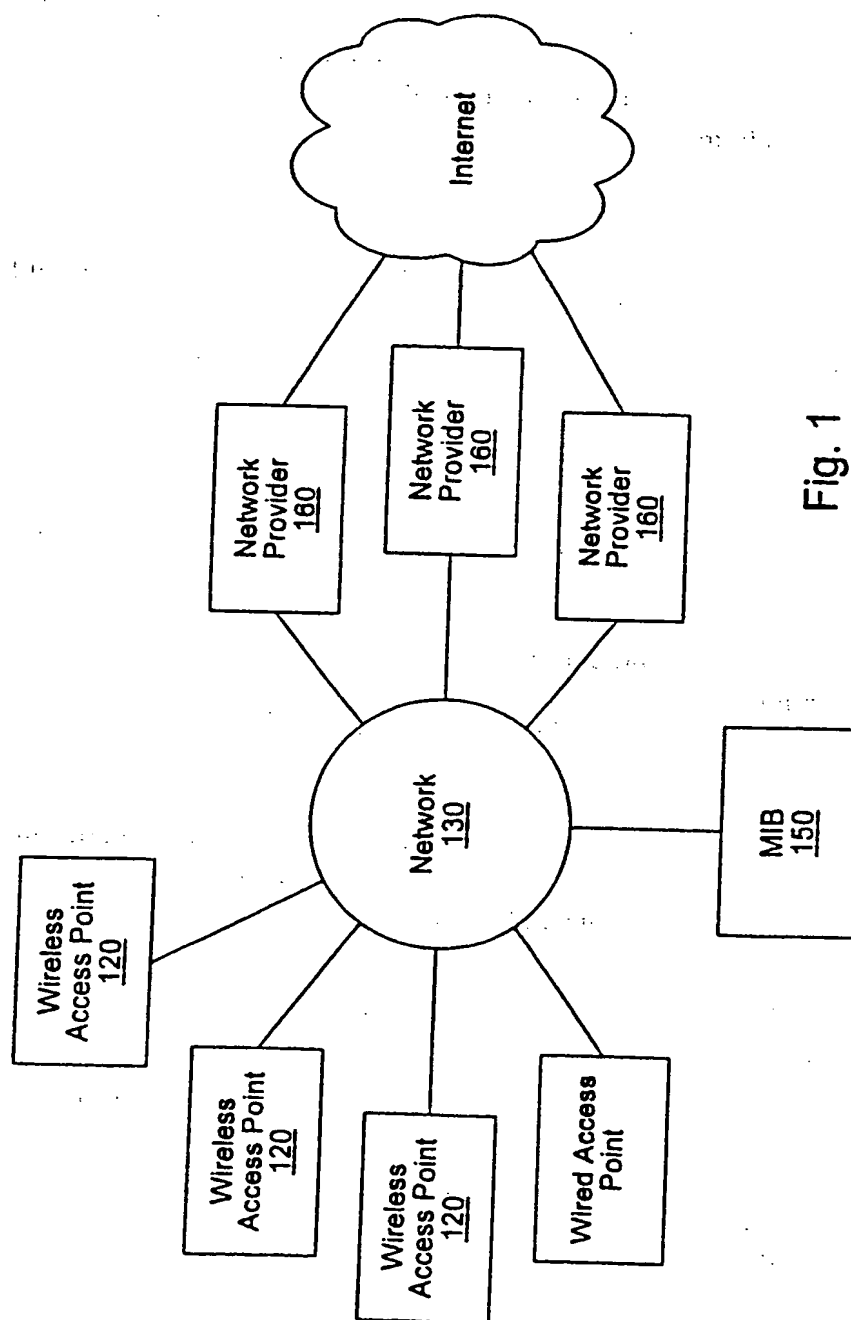 Wireless
Access Point
120
Wireless
Access Point
120
Wireless
Access Point
120
Wired Access
Point
Network
130
MIB
150
Network
Provider
160
Network
Provider
160
Network
Provider
160
Internet
Fig. 1